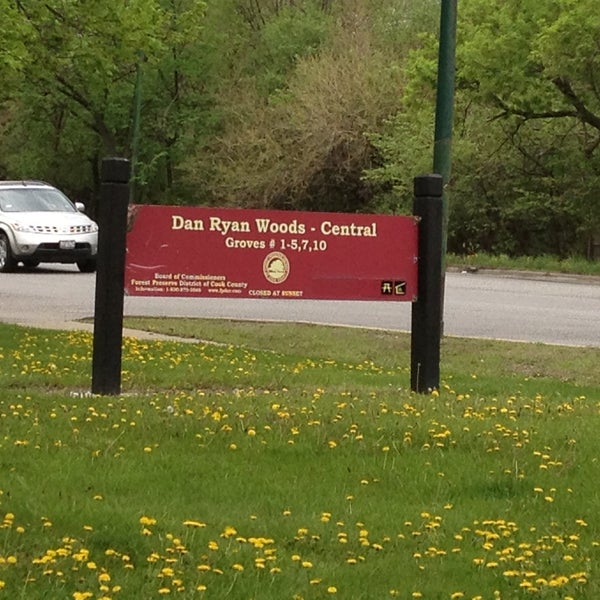 Dan Ryan Woods - Central
Groves # 1-5,7,10
Board of Commissioners
Forest Preserve District of Cook County
CLOSED AT SUNSET